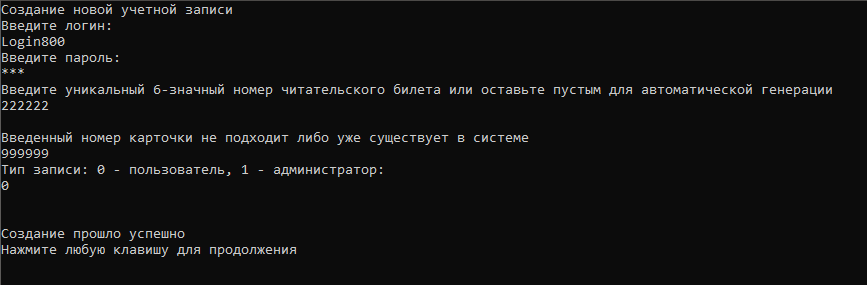 Создание новой учетной записи
Введите логин:
Login800
Введите пароль:
***
Введите уникальный 6-значный номер читательского билета или оставьте пустым для автоматической генерации
222222
Введенный номер карточки не подходит либо уже существует в системе
999999
Тип записи: 0 - пользователь, 1 - администратор:
0
Создание прошло успешно
Нажмите любую клавишу для продолжения